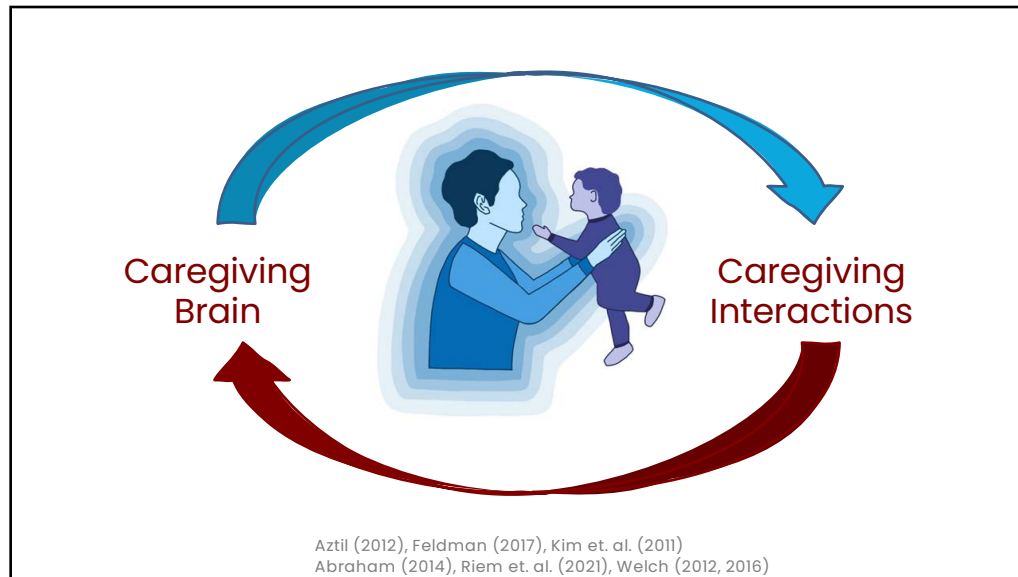 Caregiving
Brain
Caregiving
Interactions
Aztil (2012), Feldman (2017), Kim et. al. (2011)
Abraham (2014), Riem et. al. (2021), Welch (2012, 2016)